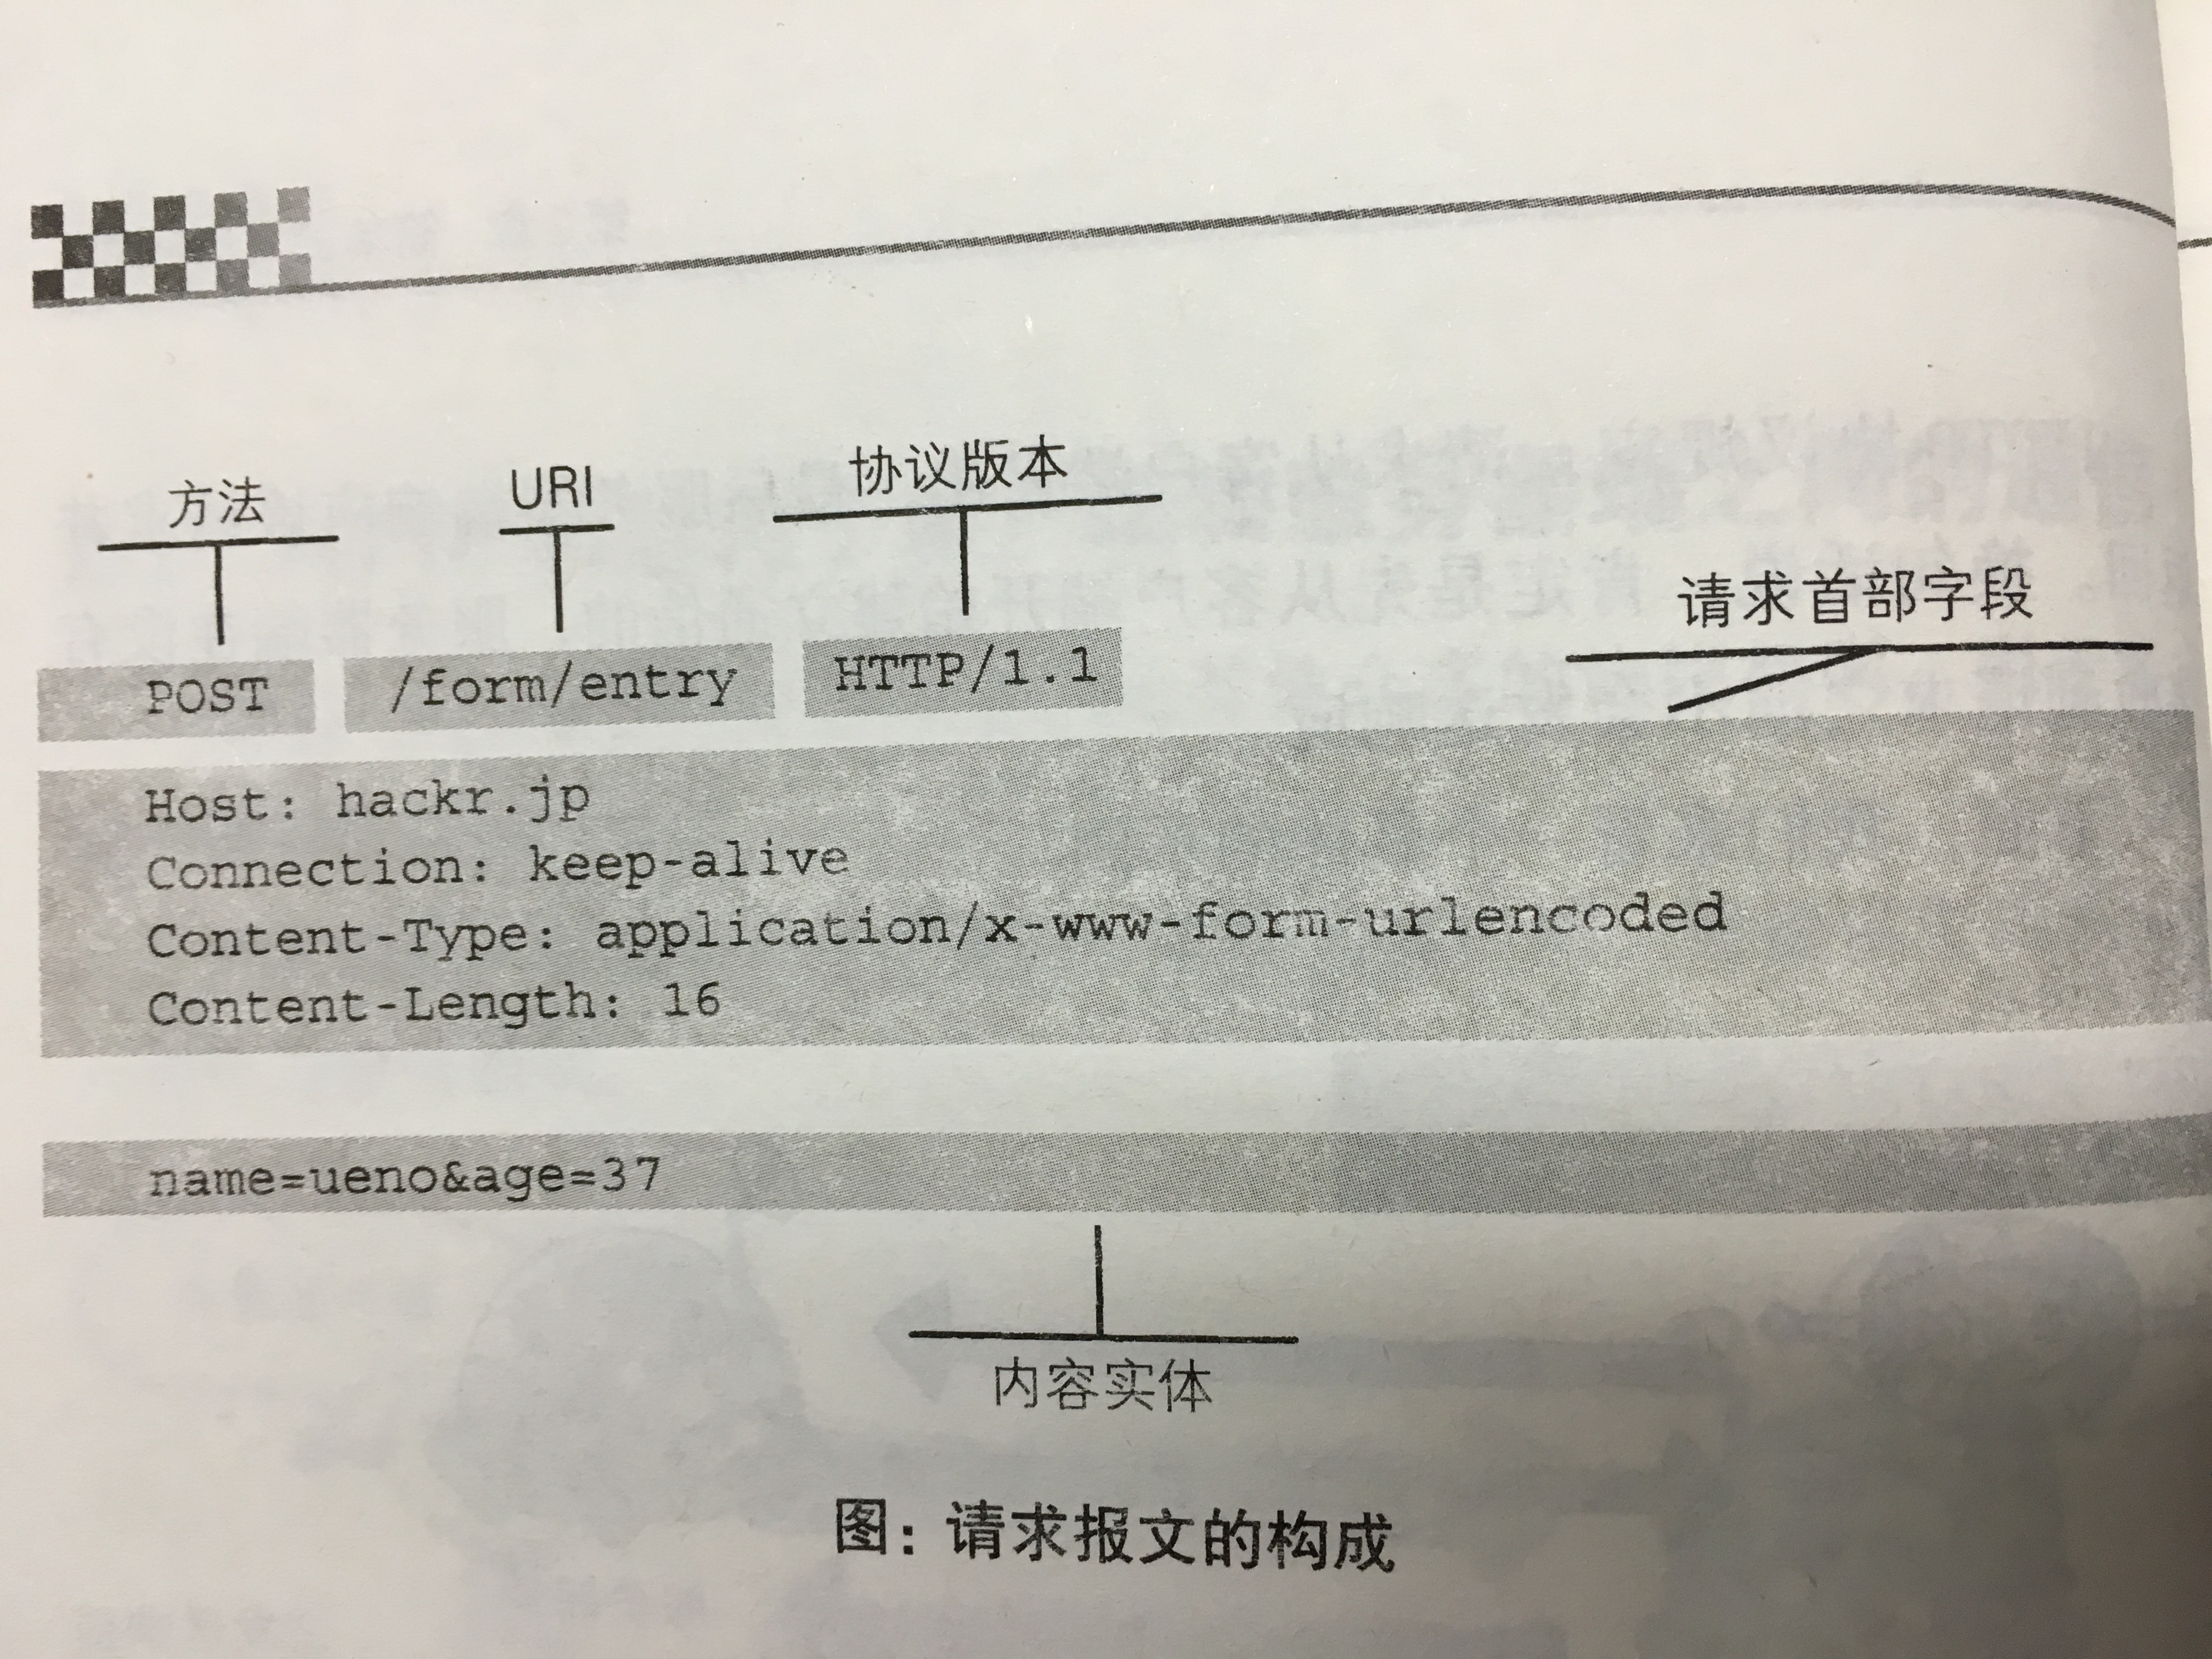 方法 URI 协议版本
请求首部字段
POST /form/entry HTTP/1.1
Host: hackr.jp
Connection: keep-alive
Content-Type: application/x-www-form-urlencoded
Content-Length: 16
name=ueno&age=37
内容实体
图：请求报文的构成